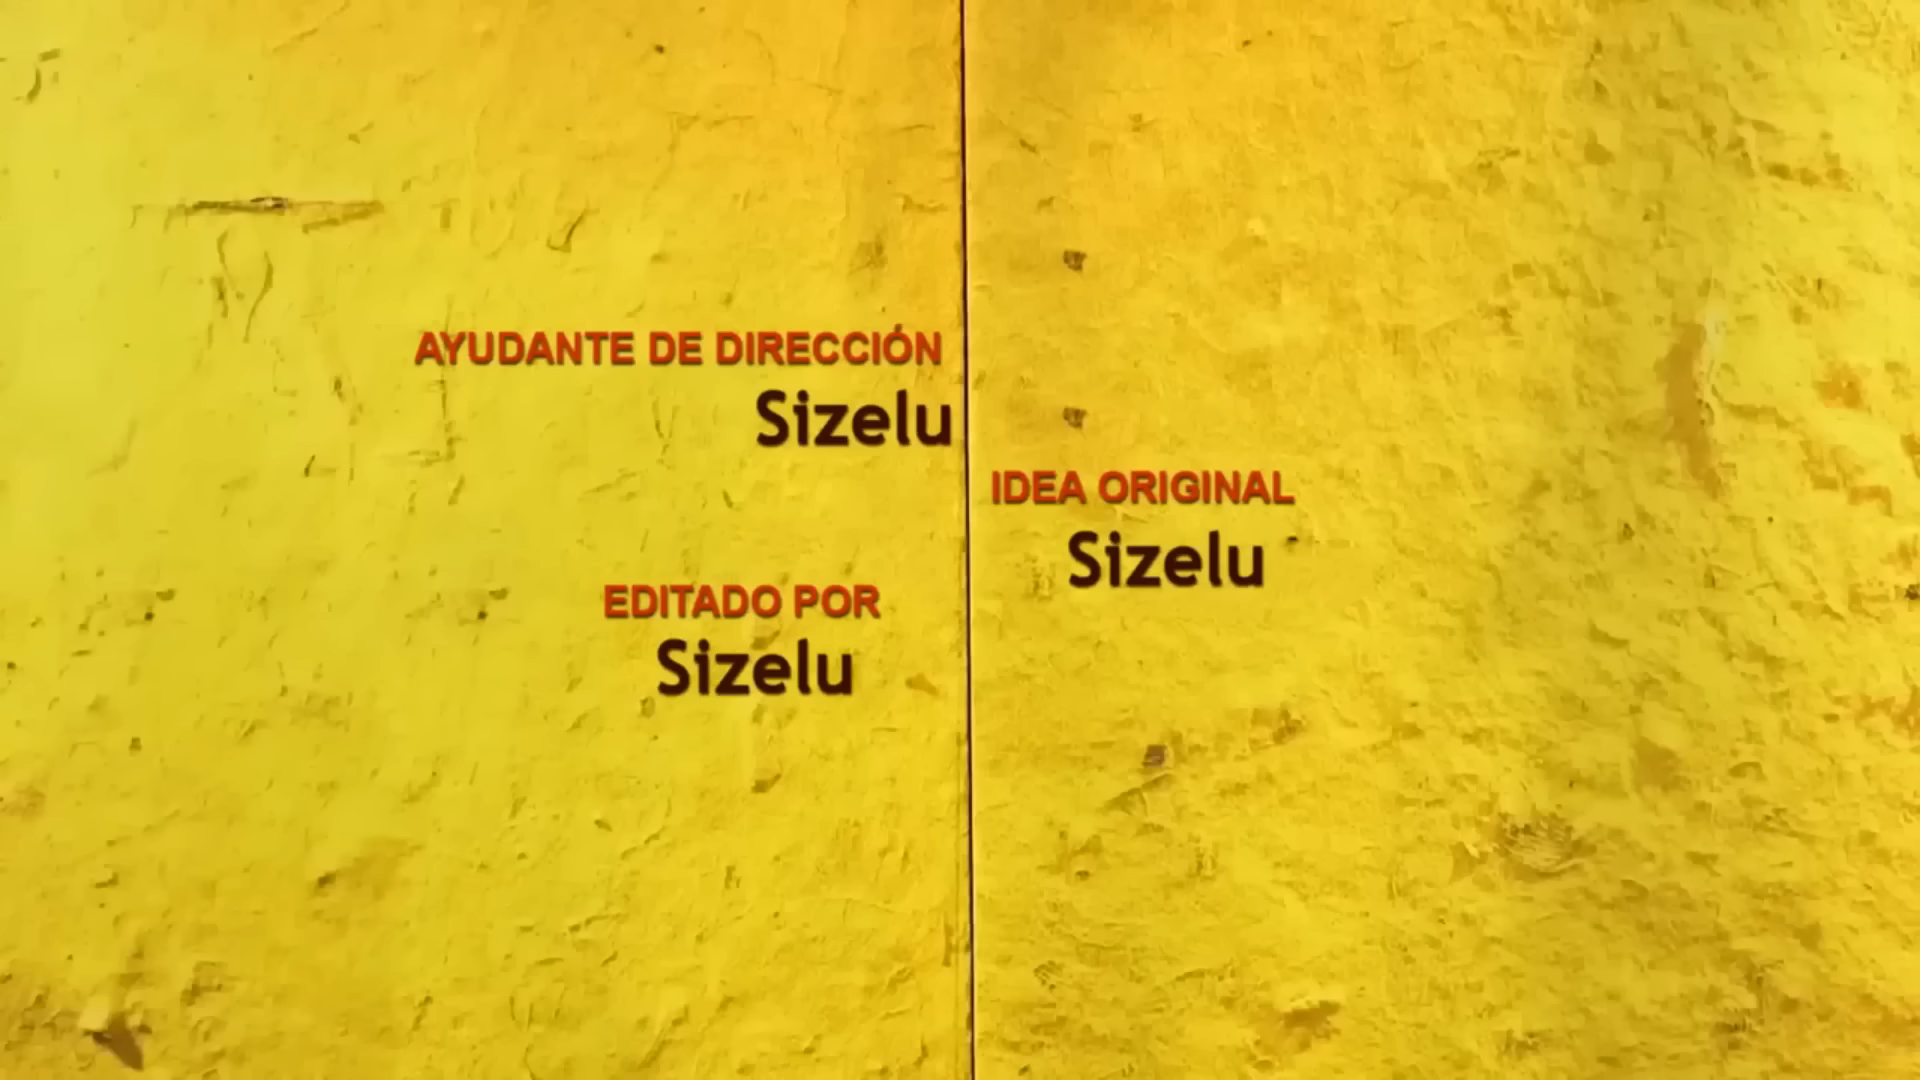 AYUDANTE DE DIRECCIÓN
Sizelu
IDEA ORIGINAL
Sizelu
EDITADO POR
Sizelu